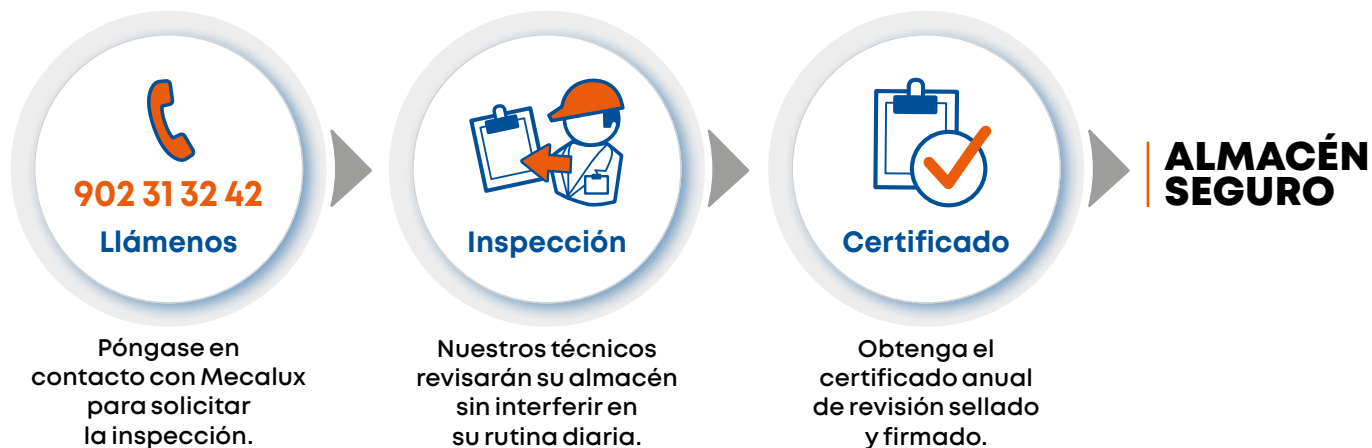 902 31 32 42
Llámenos
Póngase en
contacto con Mecalux
para solicitar
la inspección.
Inspección
Nuestros técnicos
revisarán su almacén
sin interferir en
su rutina diaria.
Certificado
Obtenga el
certificado anual
de revisión sellado
y firmado.
ALMACÉN
SEGURO